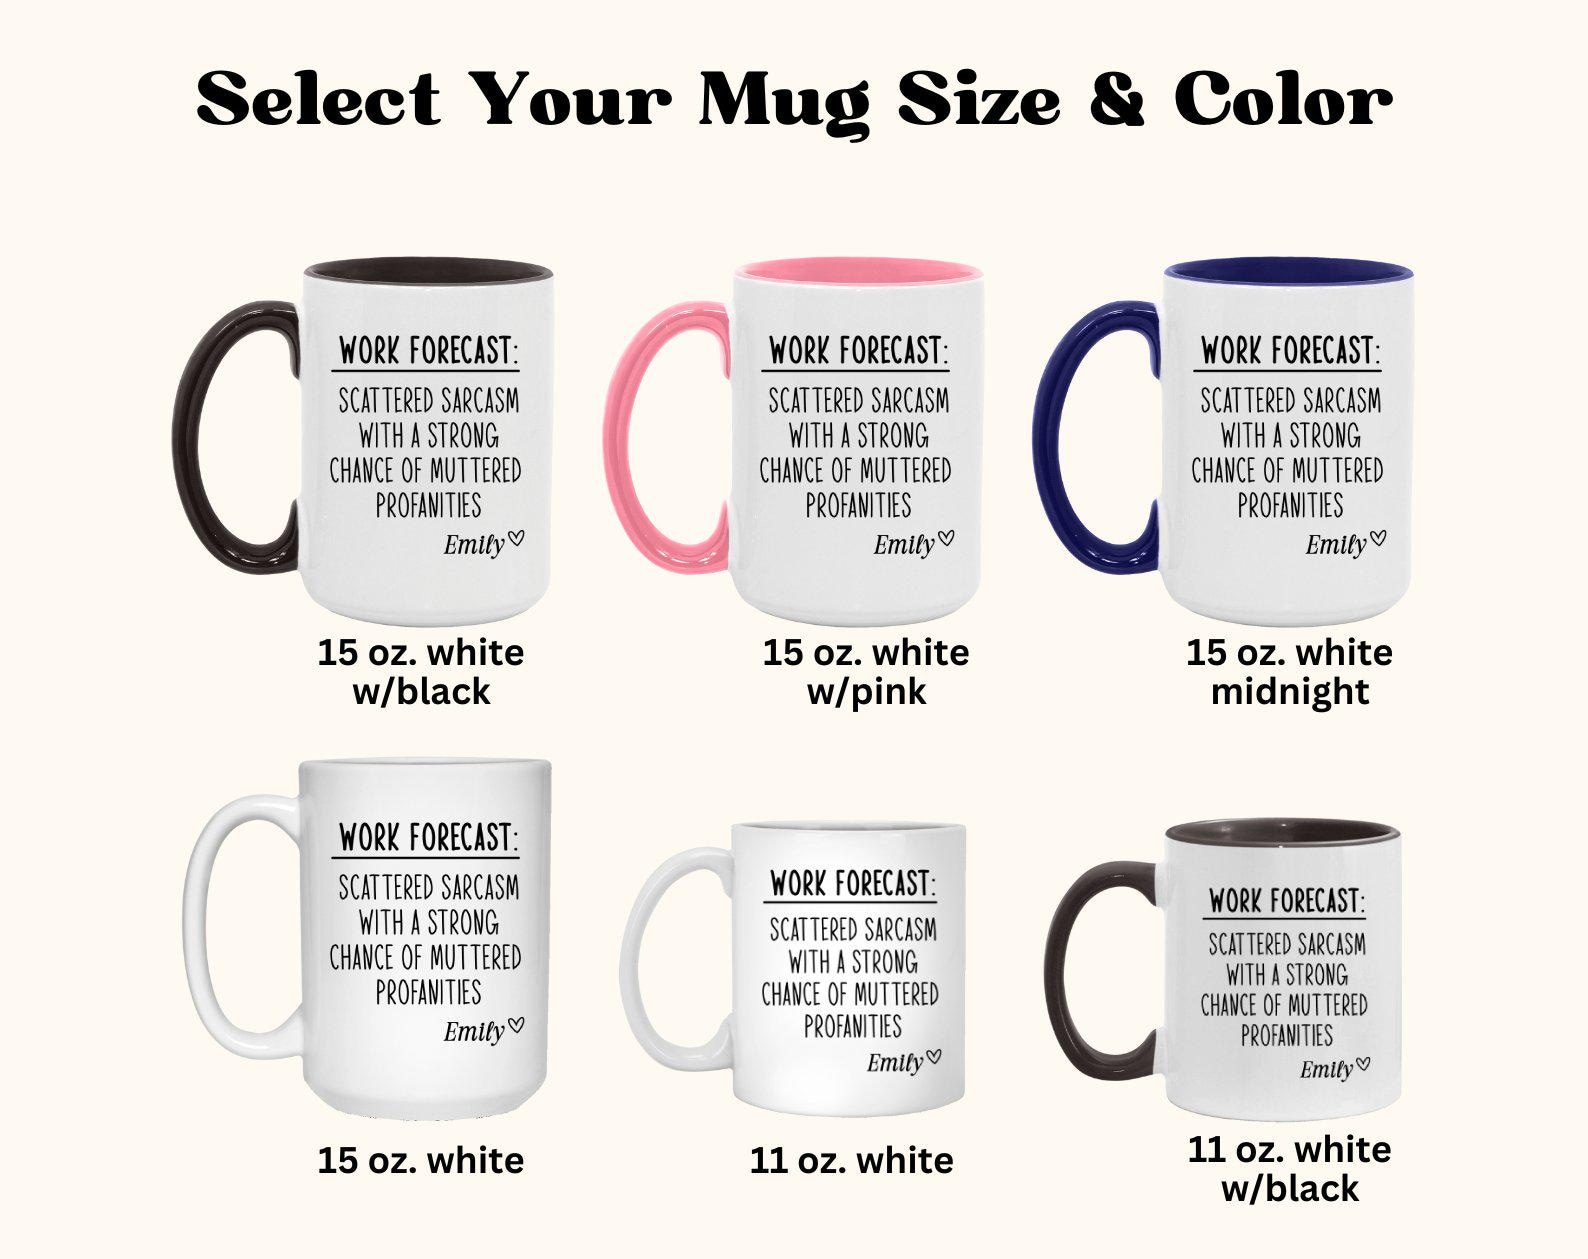 Select Your Mug Size & Color
WORK FORECAST:
SCATTERED SARCASM
WITH A STRONG
CHANCE OF MUTTERED
PROFANITIES
Emily♡
15 oz. white
w/black
WORK FORECAST:
SCATTERED SARCASM
WITH A STRONG
CHANCE OF MUTTERED
PROFANITIES
Emily♡
15 oz. white
w/pink
WORK FORECAST:
SCATTERED SARCASM
WITH A STRONG
CHANCE OF MUTTERED
PROFANITIES
Emily♡
15 oz. white
midnight
WORK FORECAST:
SCATTERED SARCASM
WITH A STRONG
CHANCE OF MUTTERED
PROFANITIES
Emily♡
15 oz. white
WORK FORECAST:
SCATTERED SARCASM
WITH A STRONG
CHANCE OF MUTTERED
PROFANITIES
Emily♡
11 oz. white
WORK FORECAST:
SCATTERED SARCASM
WITH A STRONG
CHANCE OF MUTTERED
PROFANITIES
Emily♡
11 oz. white
w/black